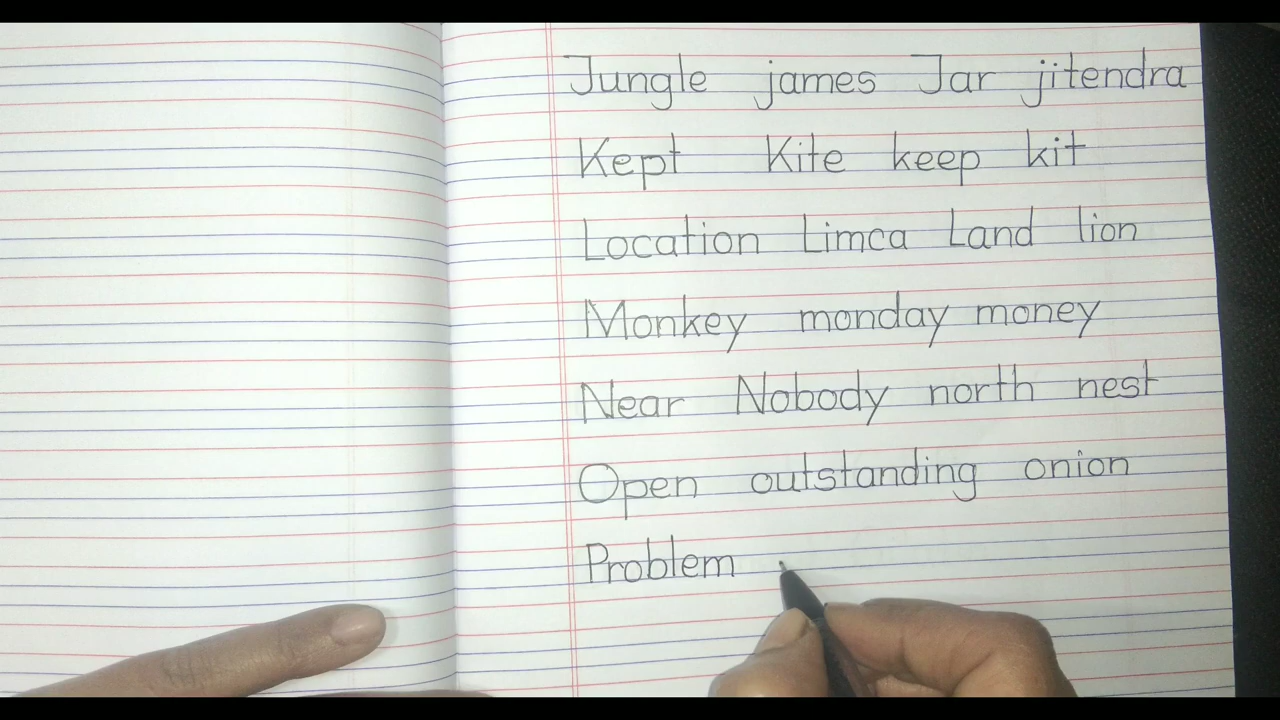 Jungle james Jar jitendra
Kept Kite keep kit
Location Limca Land lion
Monkey monday money
Near Nobody north nest
Open outstanding onion
Problem